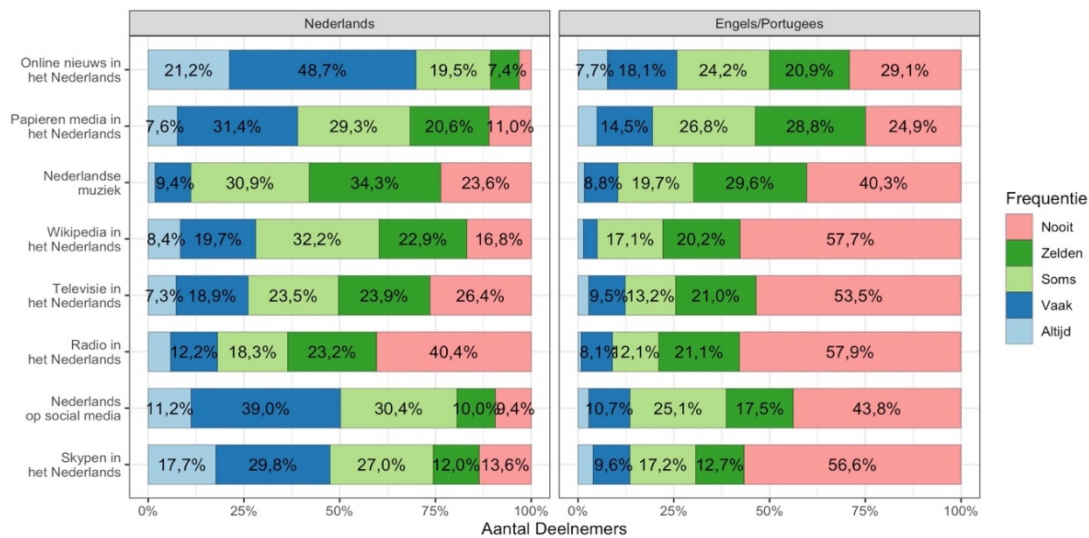 Nederlands Engels/Portugees
Online nieuws in
het Nederlands
21,2% 48,7% 19,5% 7,4% 7,7% 18,1% 24,2% 20,9% 29,1%
Papieren media in
het Nederlands
7,6% 31,4% 29,3% 20,6% 11,0% 14,5% 26,8% 28,8% 24,9%
Nederlandse
muziek
9,4% 30,9% 34,3% 23,6% 8,8% 19,7% 29,6% 40,3%
Wikipedia in
het Nederlands
8,4% 19,7% 32,2% 22,9% 16,8% 17,1% 20,2% 57,7%
Televisie in
het Nederlands
7,3% 18,9% 23,5% 23,9% 26,4% 9,5% 13,2% 21,0% 53,5%
Radio in
het Nederlands
12,2% 18,3% 23,2% 40,4% 8,1% 12,1% 21,1% 57,9%
Nederlands
op social media
11,2% 39,0% 30,4% 10,0% 9,4% 10,7% 25,1% 17,5% 43,8%
Skypen in
het Nederlands
17,7% 29,8% 27,0% 12,0% 13,6% 9,6% 17,2% 12,7% 56,6%
0% 25% 50% 75% 100% 0% 25% 50% 75% 100%
Aantal Deelnemers
Frequentie
Nooit
Zelden
Soms
Vaak
Altijd